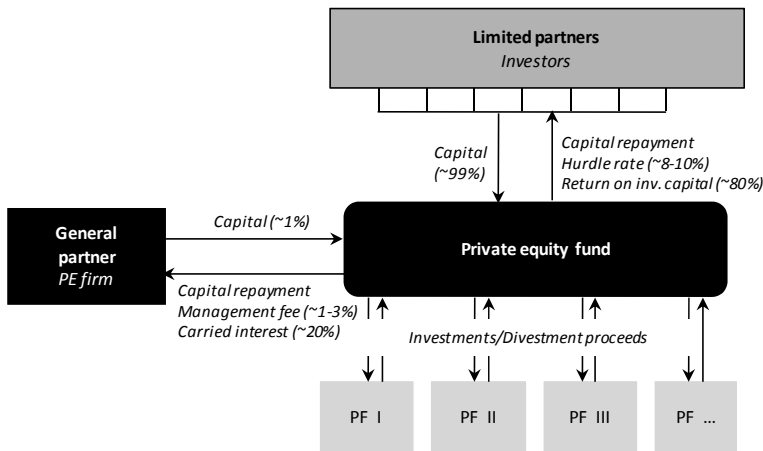 Limited partners
Investors
Capital
(~99%)
Capital repayment
Hurdle rate (~8-10%)
Return on inv. capital (~80%)
General
partner
PE firm
Capital (~1%)
Private equity fund
Capital repayment
Management fee (~1-3%)
Carried interest (~20%)
Investments/Divestment proceeds
PF I
PF II
PF III
PF ...